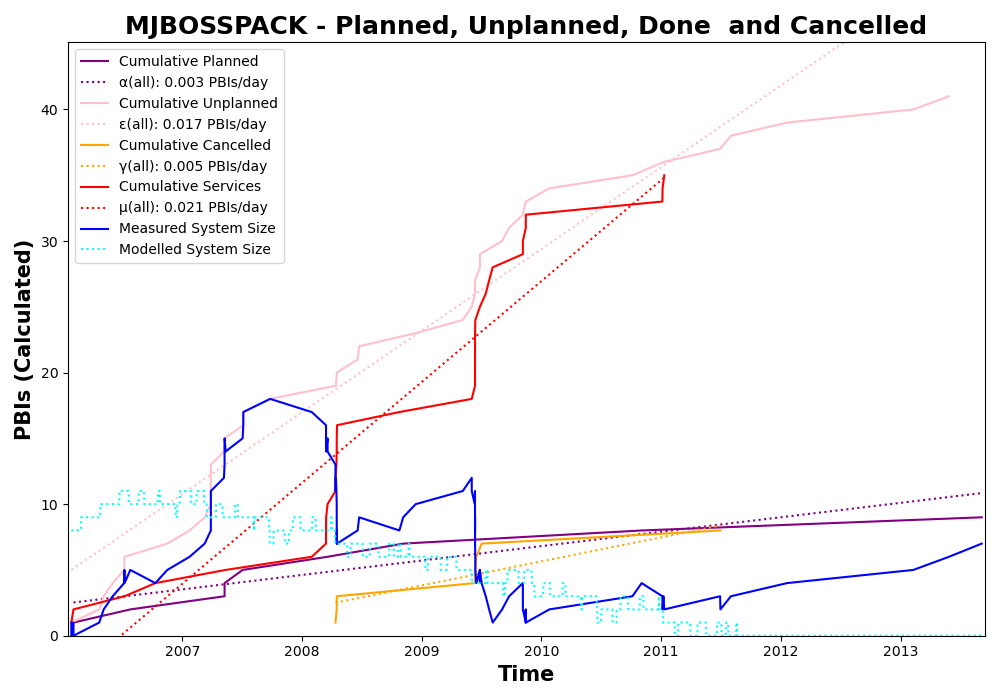 MJBOSSPACK - Planned, Unplanned, Done  and Cancelled
Cumulative Planned
α(all): 0.003 PBIs/day
Cumulative Unplanned
ε(all): 0.017 PBIs/day
Cumulative Cancelled
γ(all): 0.005 PBIs/day
Cumulative Services
μ(all): 0.021 PBIs/day
Measured System Size
Modelled System Size
PBIs (Calculated)
40
30
20
10
0
2007 2008 2009 2010 2011 2012 2013
Time